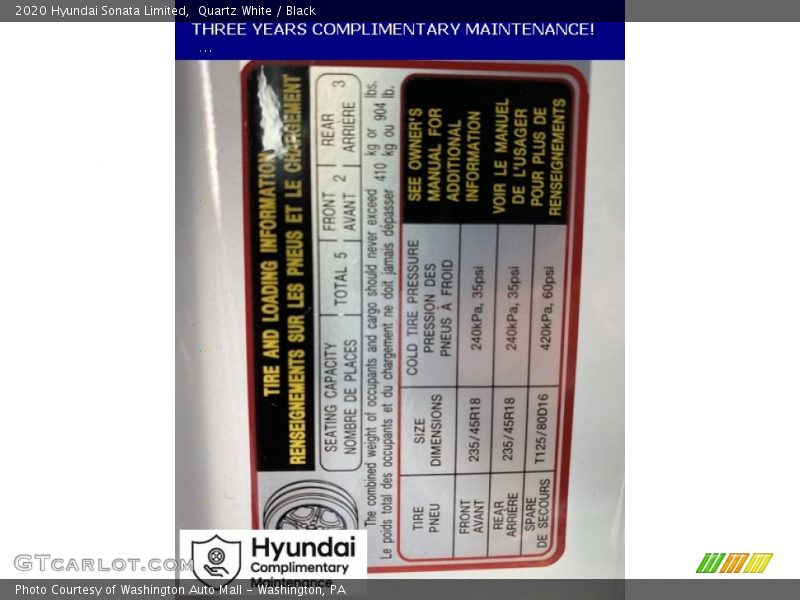 2020 Hyundai Sonata Limited, Quartz White / Black
THREE YEARS COMPLIMENTARY MAINTENANCE!
...
TIRE AND LOADING INFORMATION
RENSEIGNEMENTS SUR LES PNEUS ET LE CHARGEMENT
SEATING CAPACITY
NOMBRE DE PLACES
TOTAL 5
FRONT
AVANT 2
REAR
ARRIÈRE 3
The combined weight of occupants and cargo should never exceed 410 kg or 904 lbs.
Le poids total des occupants et du chargement ne doit jamais dépasser 410 kg ou 904 lb.
TIRE
PNEU
SIZE
DIMENSIONS
COLD TIRE PRESSURE
PRESSION DES
PNEUS À FROID
FRONT
AVANT
235/45R18
240kPa, 35psi
REAR
ARRIÈRE
235/45R18
240kPa, 35psi
SPARE
DE SECOURS
T125/80D16
420kPa, 60psi
SEE OWNER'S
MANUAL FOR
ADDITIONAL
INFORMATION
VOIR LE MANUEL
DE L'USAGER
POUR PLUS DE
RENSEIGNEMENTS
Hyundai
Complimentary
Maintenance
GTCarLot.com
Photo Courtesy of Washington Auto Mall - Washington, PA